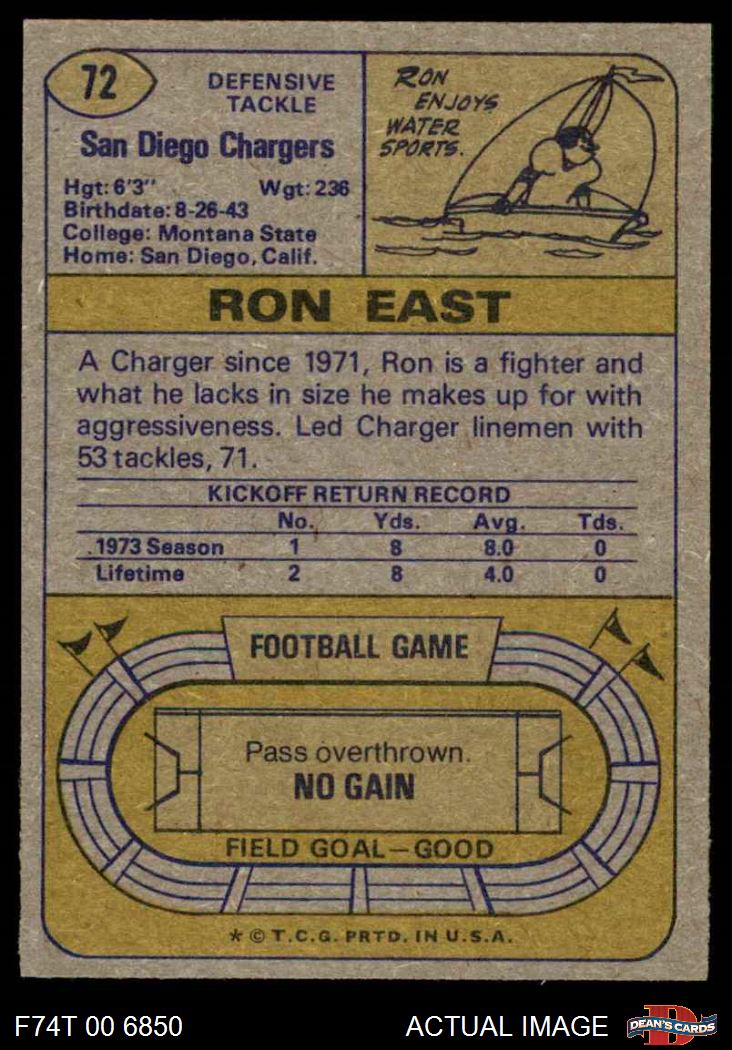 72
DEFENSIVE
TACKLE
San Diego Chargers
Hgt: 6'3" Wgt: 236
Birthdate: 8-26-43
College: Montana State
Home: San Diego, Calif.
RON
ENJOYS
WATER
SPORTS.
RON EAST
A Charger since 1971, Ron is a fighter and
what he lacks in size he makes up for with
aggressiveness. Led Charger linemen with
53 tackles, 71.
KICKOFF RETURN RECORD
No. Yds. Avg. Tds.
1973 Season 1 8 8.0 0
Lifetime 2 8 4.0 0
FOOTBALL GAME
Pass overthrown.
NO GAIN
FIELD GOAL—GOOD
* © T.C.G. PRTD. IN U.S.A.
F74T 00 6850 ACTUAL IMAGE
D
DEAN'S CARDS